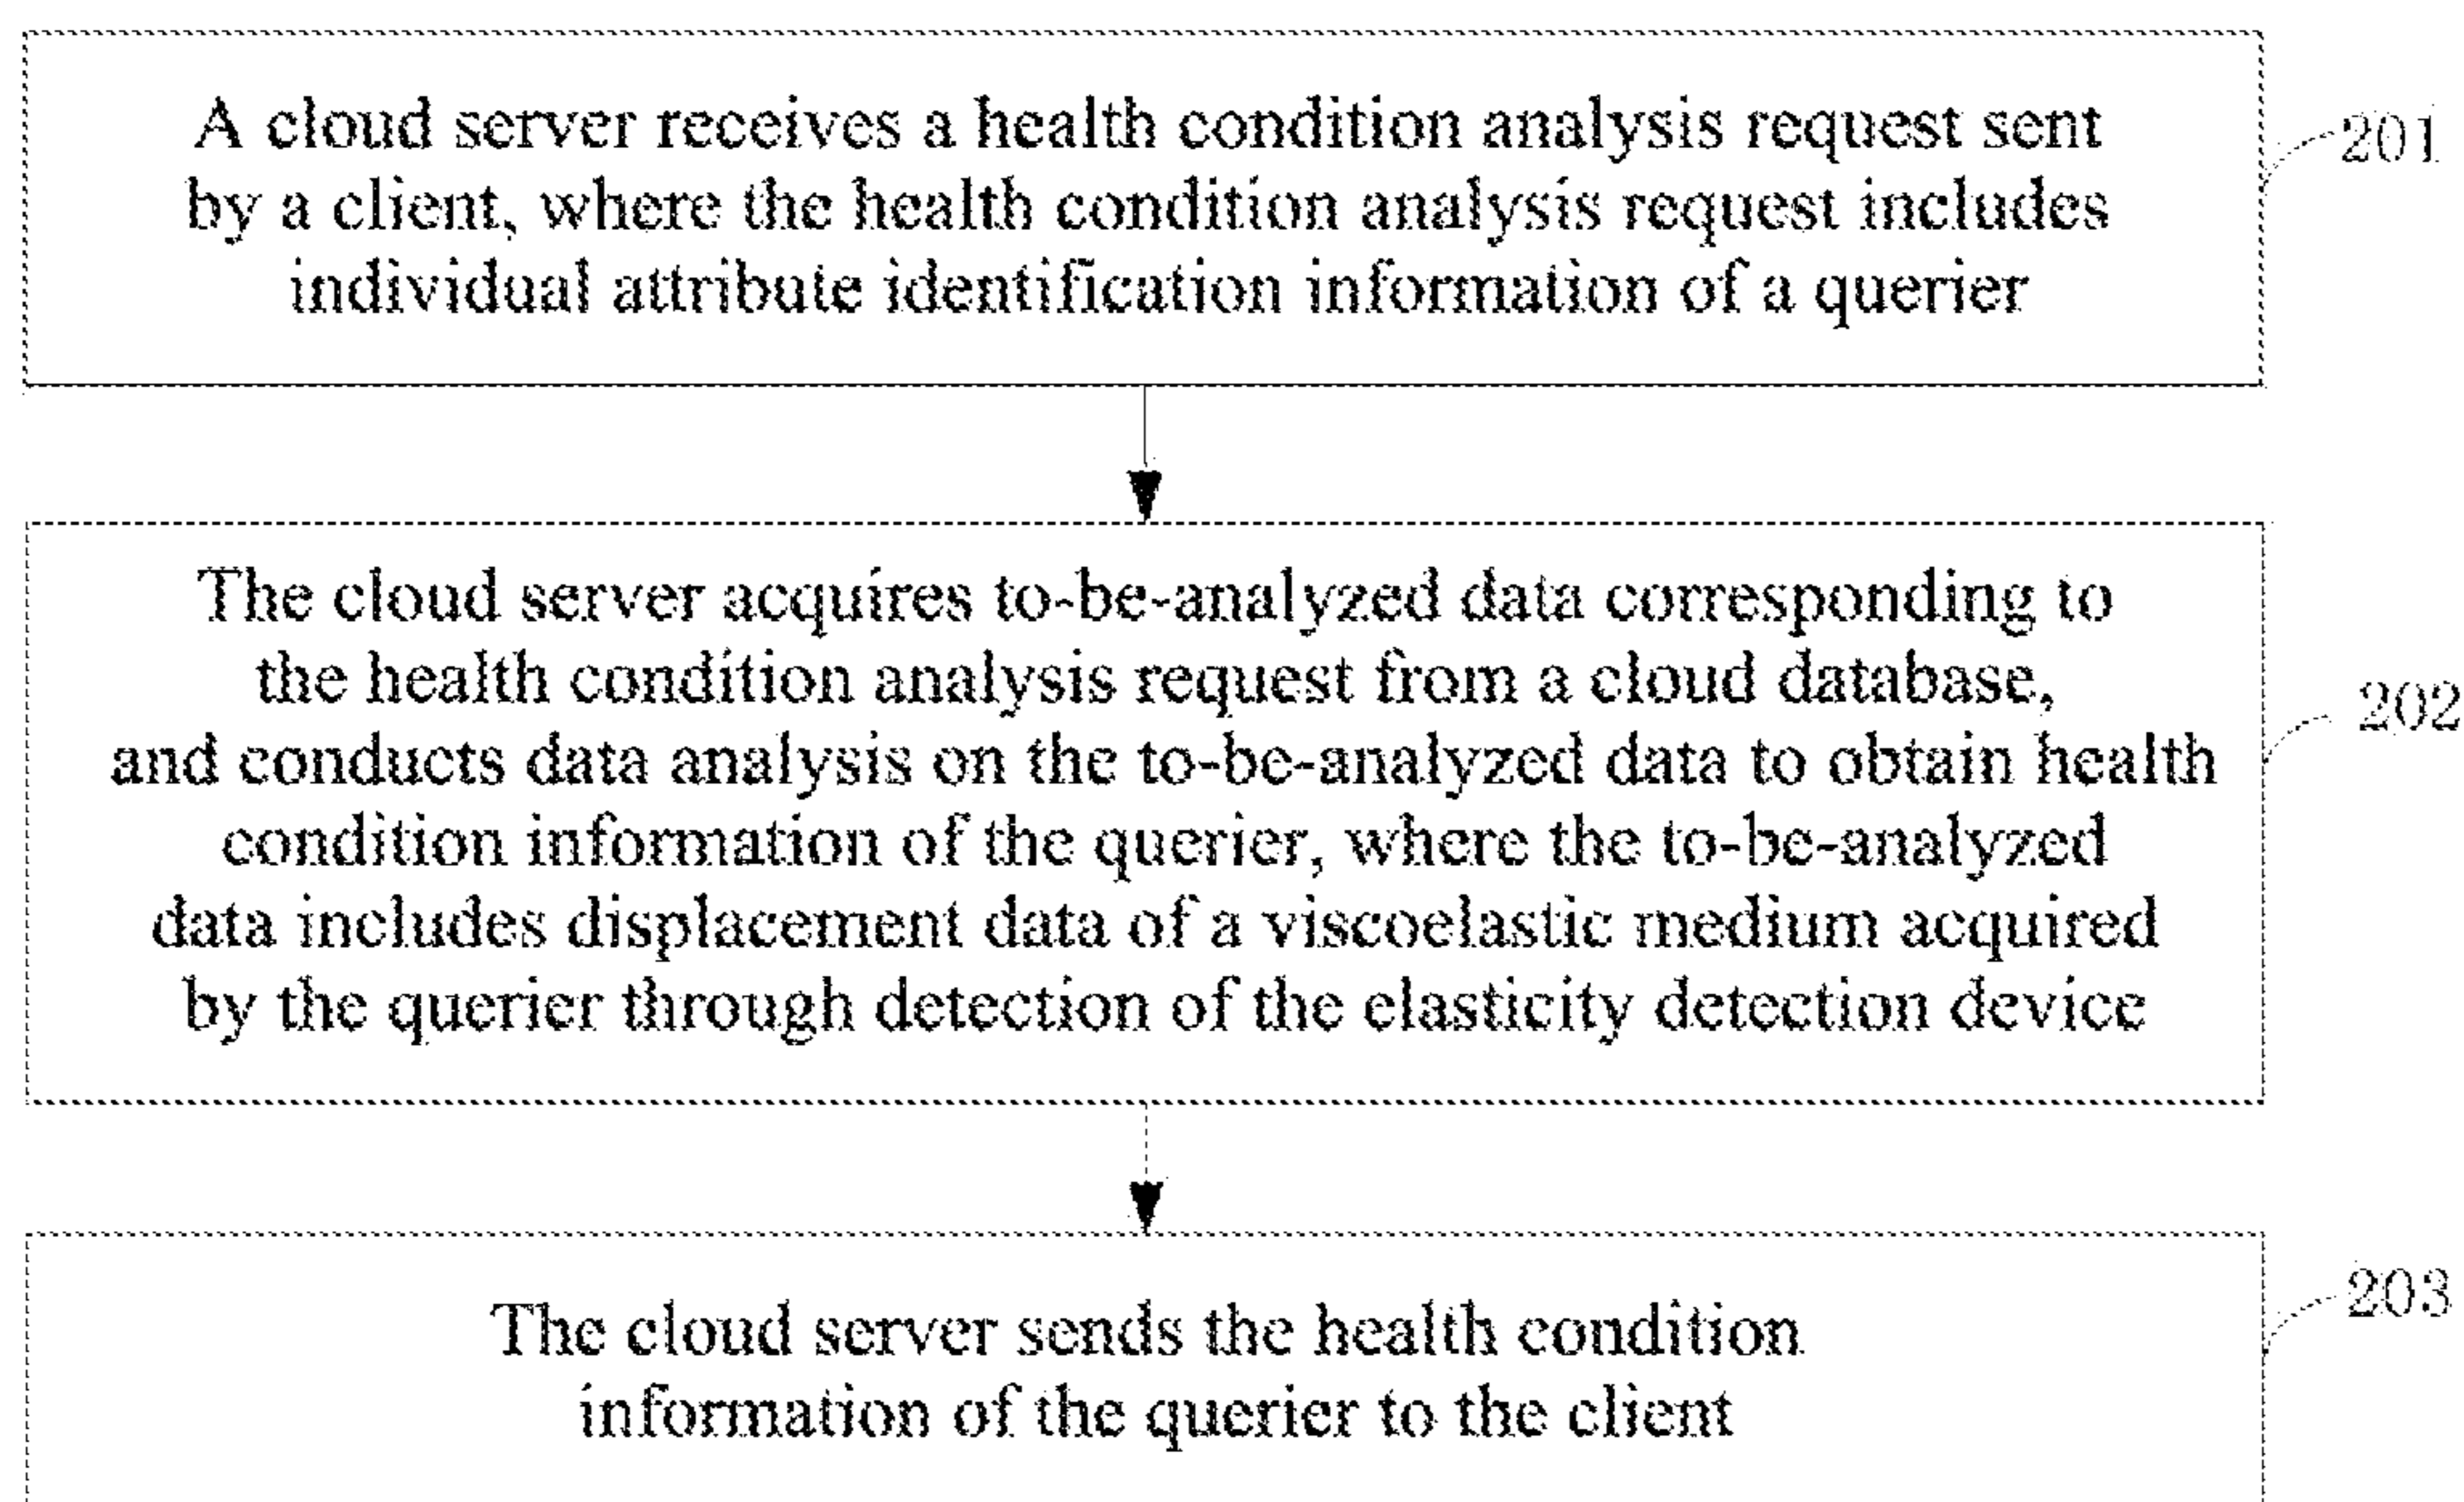 A cloud server receives a health condition analysis request sent
by a client, where the health condition analysis request includes
individual attribute identification information of a querier
201
The cloud server acquires to-be-analyzed data corresponding to
the health condition analysis request from a cloud database,
and conducts data analysis on the to-be-analyzed data to obtain health
condition information of the querier, where the to-be-analyzed
data includes displacement data of a viscoelastic medium acquired
by the querier through detection of the elasticity detection device
202
The cloud server sends the health condition
information of the querier to the client
203